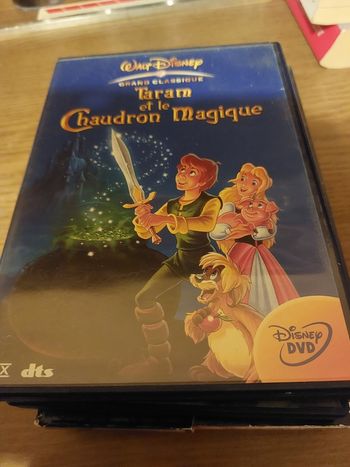 WALT DISNEY
GRAND CLASSIQUE
Taram
et le
Chaudron Magique
DISNEY
DVD
X dts